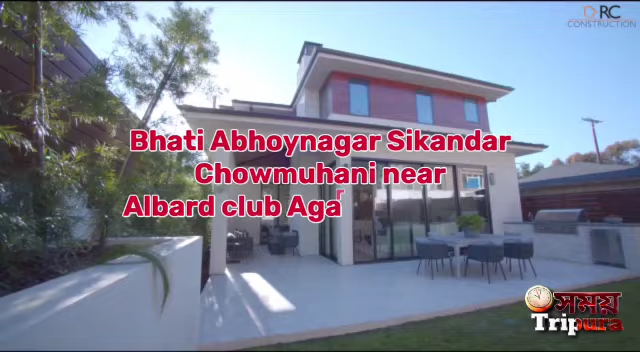 RC
CONSTRUCTION
Bhati Abhoynagar Sikandar
Chowmuhani near
Albard club Aga
সময়
Tripura